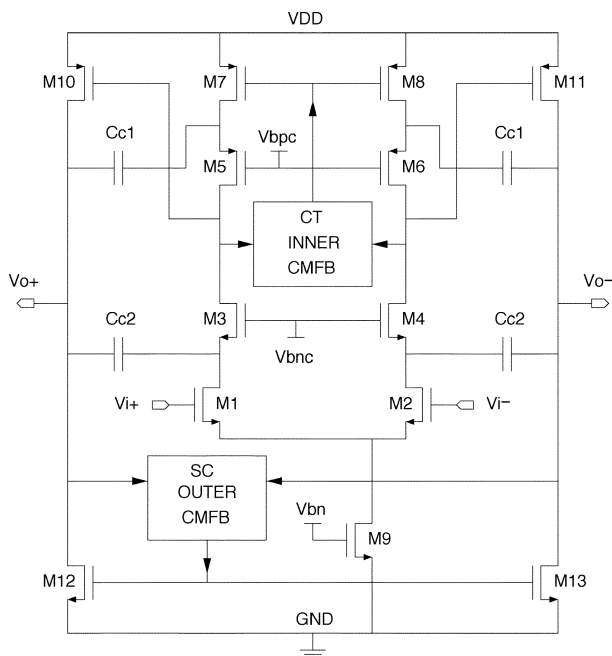 VDD
M10 M7 M8 M11
Cc1 Vbpc Cc1
M5 M6
CT
INNER
CMFB
Vo+ Vo−
Cc2 M3 M4 Cc2
Vbnc
Vi+ M1 M2 Vi−
SC
OUTER
CMFB
Vbn
M9
M12 M13
GND